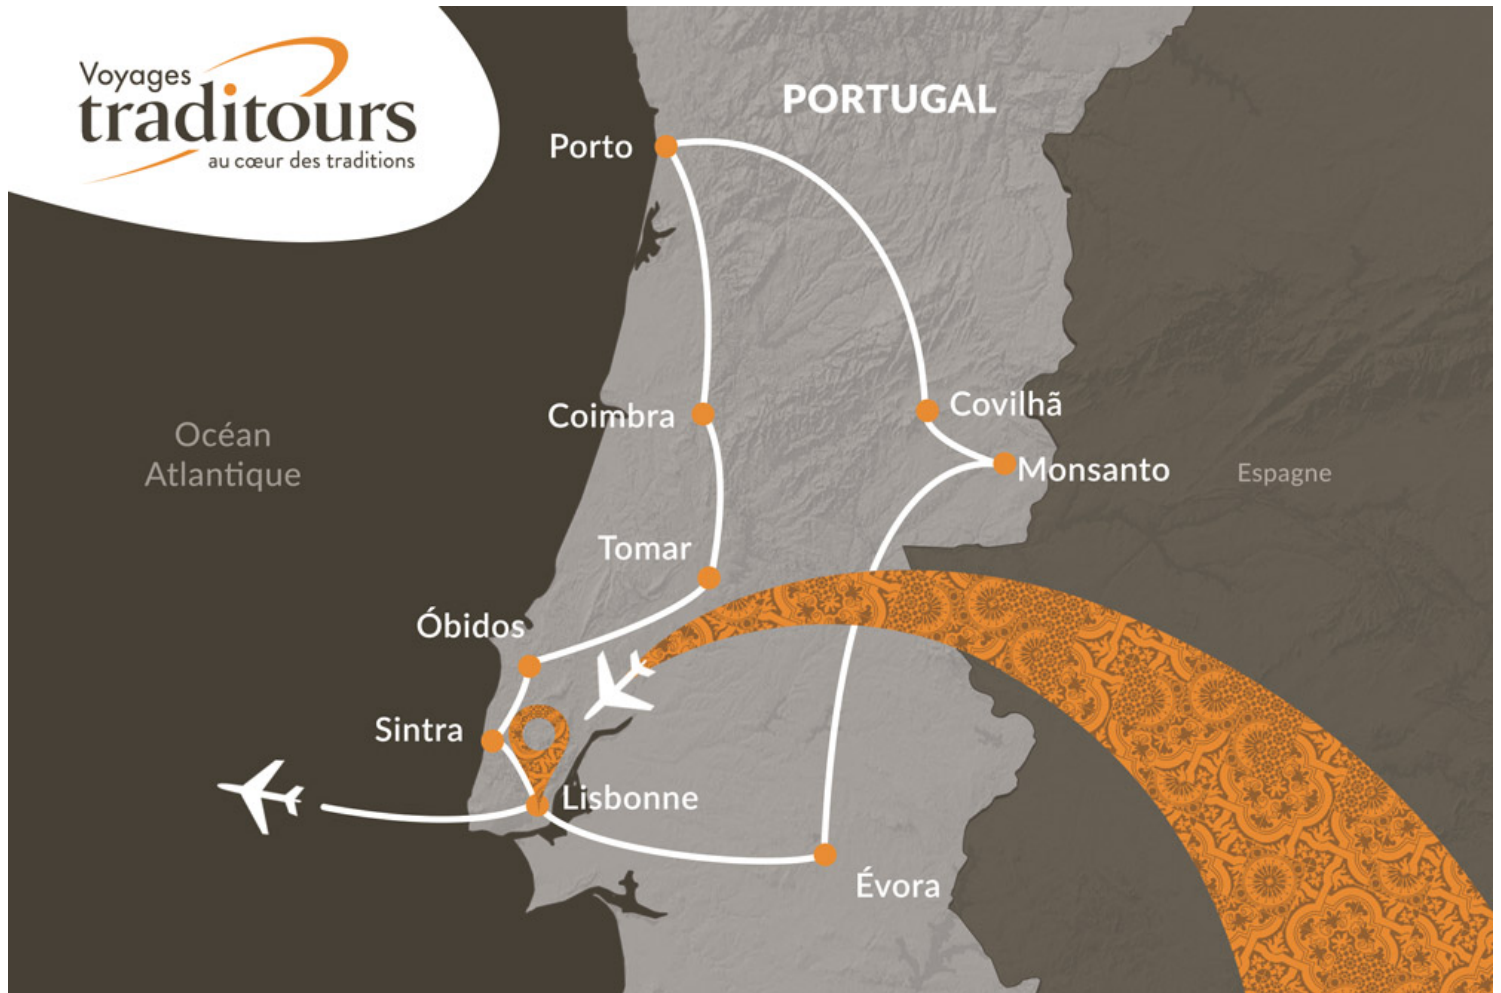 Voyages
traditours
au cœur des traditions
PORTUGAL
Porto
Covilhã
Coimbra
Océan
Atlantique
Monsanto
Espagne
Tomar
Óbidos
Sintra
Lisbonne
Évora